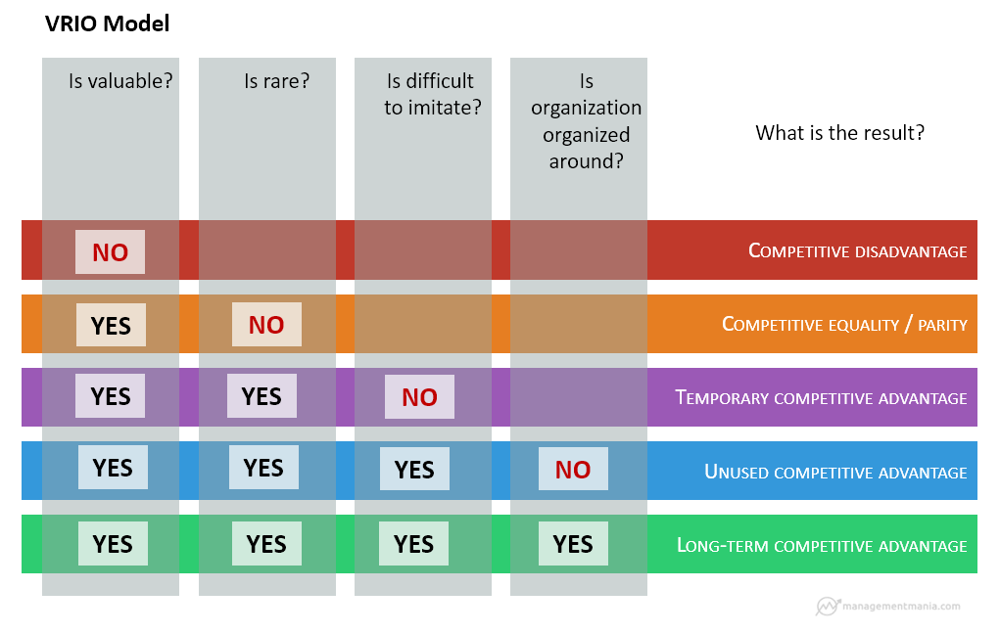 VRIO Model
Is valuable?
Is rare?
Is difficult
to imitate?
Is
organization
organized
around?
What is the result?
NO
COMPETITIVE DISADVANTAGE
YES
NO
COMPETITIVE EQUALITY / PARITY
YES
YES
NO
TEMPORARY COMPETITIVE ADVANTAGE
YES
YES
YES
NO
UNUSED COMPETITIVE ADVANTAGE
YES
YES
YES
YES
LONG-TERM COMPETITIVE ADVANTAGE
managementmania.com